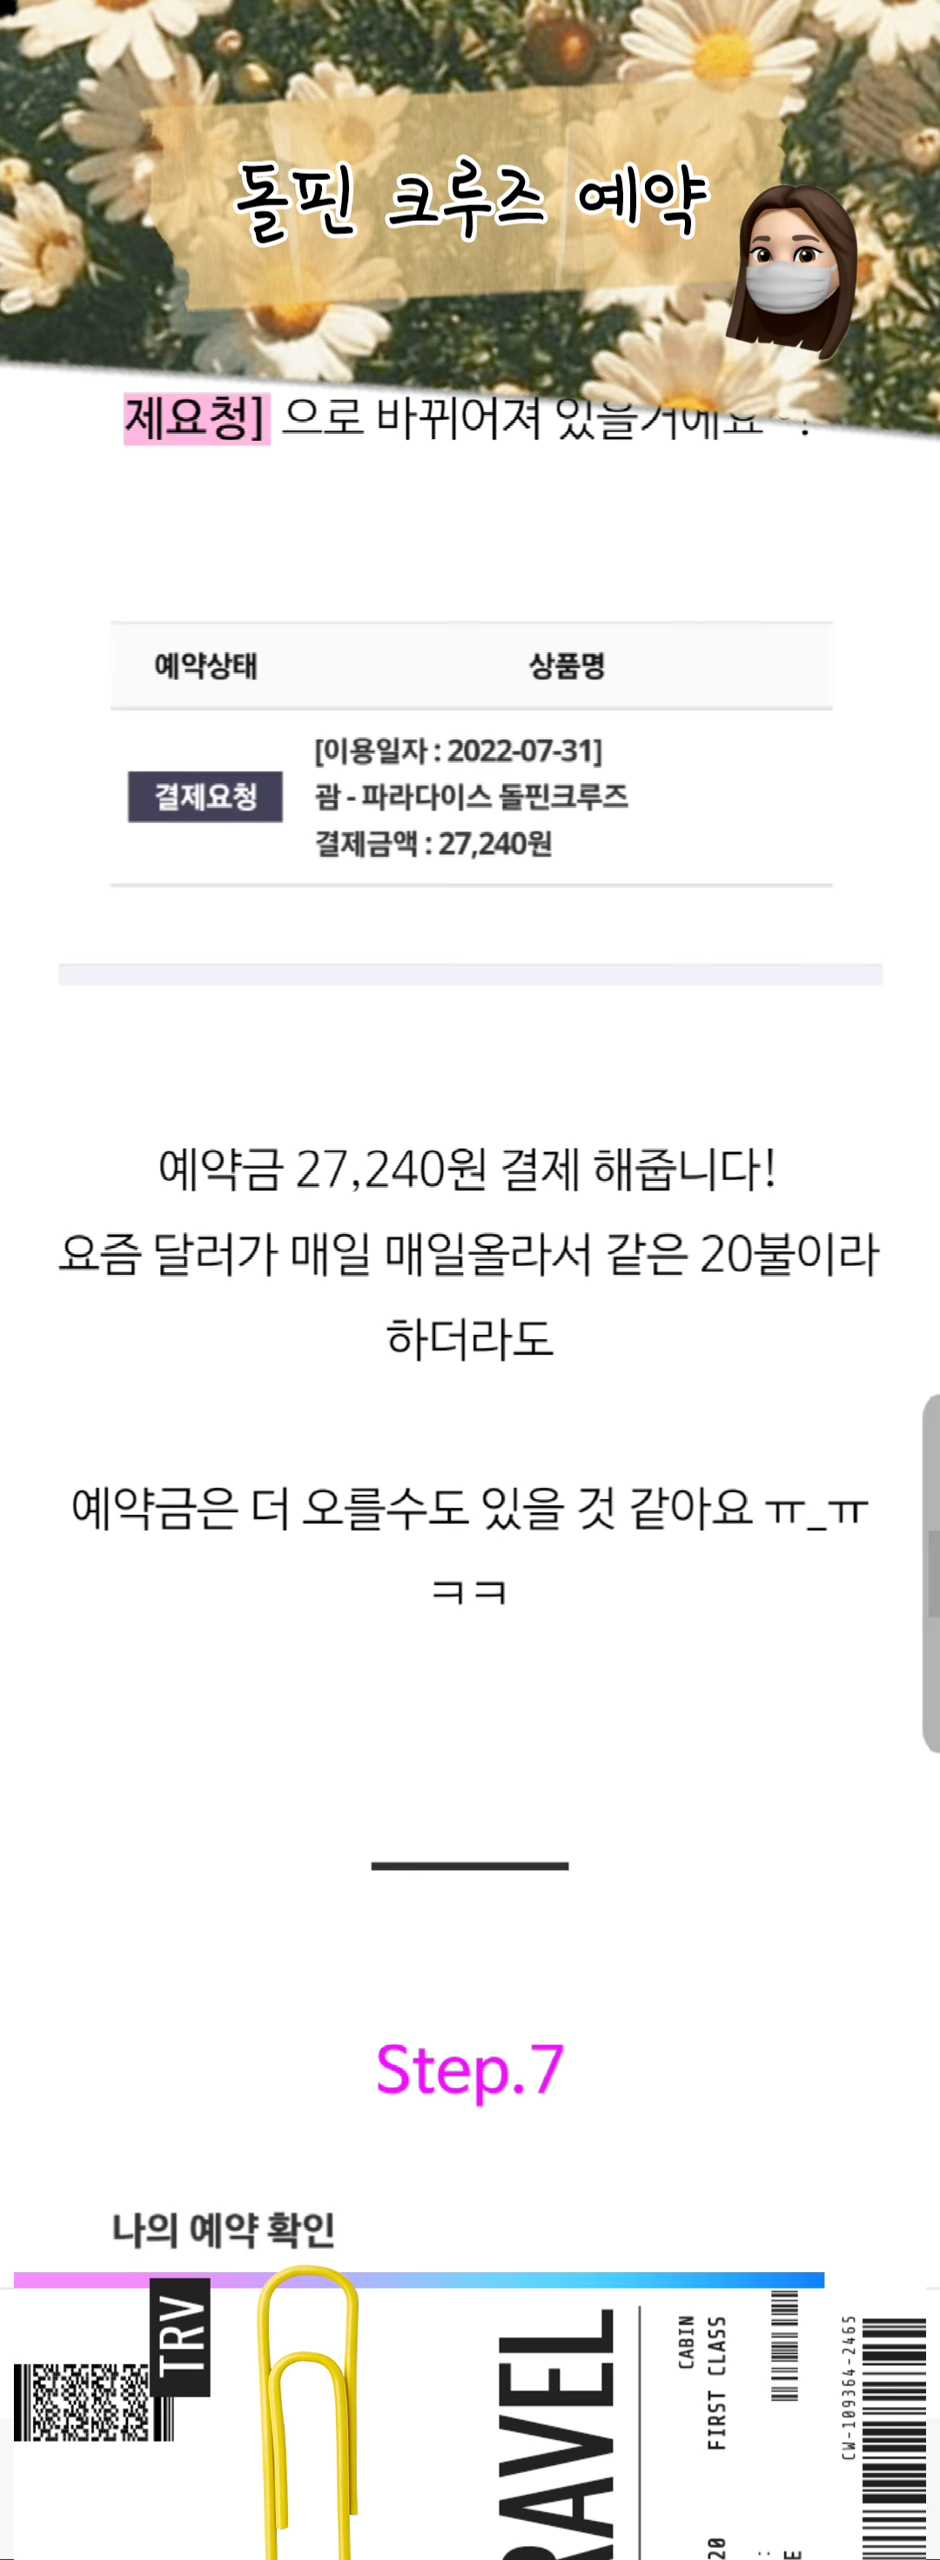 돌핀 크루즈 예약
제요청] 으로 바뀌어져 있을거에요
예약상태 상품명
결제요청
[이용일자 : 2022-07-31]
괌 - 파라다이스 돌핀크루즈
결제금액 : 27,240원
예약금 27,240원 결제 해줍니다!
요즘 달러가 매일 매일올라서 같은 20불이라
하더라도
예약금은 더 오를수도 있을 것 같아요 ㅠ_ㅠ
ㅋㅋ
Step.7
나의 예약 확인
TRV
RAVEL
CABIN
FIRST CLASS
20
E
CW-109364-2465